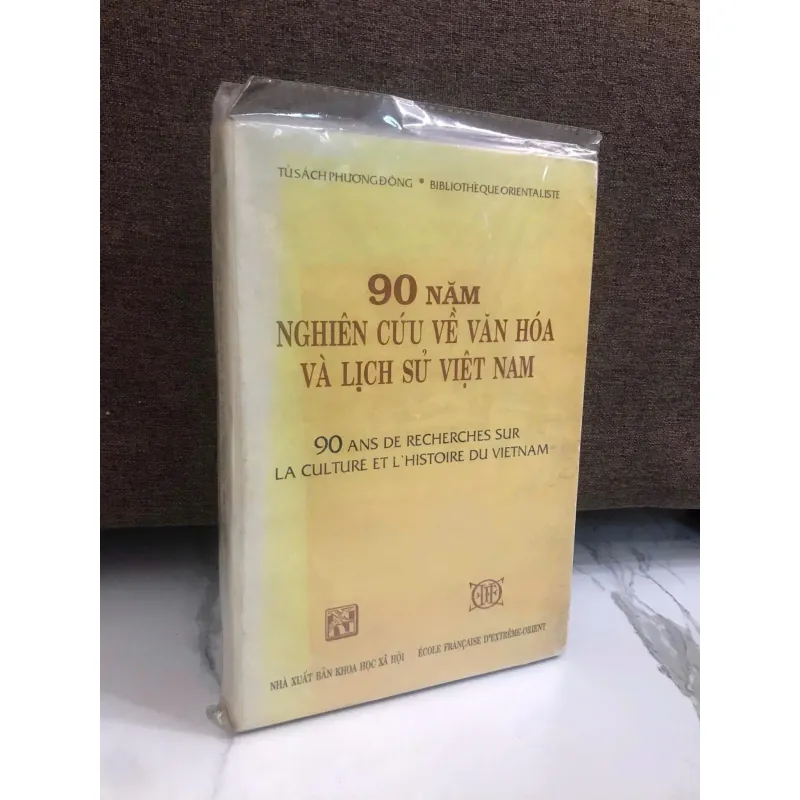 TỦ SÁCH PHƯƠNG ĐÔNG • BIBLIOTHÈQUE ORIENTALISTE
90 NĂM
NGHIÊN CỨU VỀ VĂN HÓA
VÀ LỊCH SỬ VIỆT NAM
90 ANS DE RECHERCHES SUR
LA CULTURE ET L'HISTOIRE DU VIETNAM
NHÀ XUẤT BẢN KHOA HỌC XÃ HỘI ÉCOLE FRANÇAISE D'EXTRÊME-ORIENT